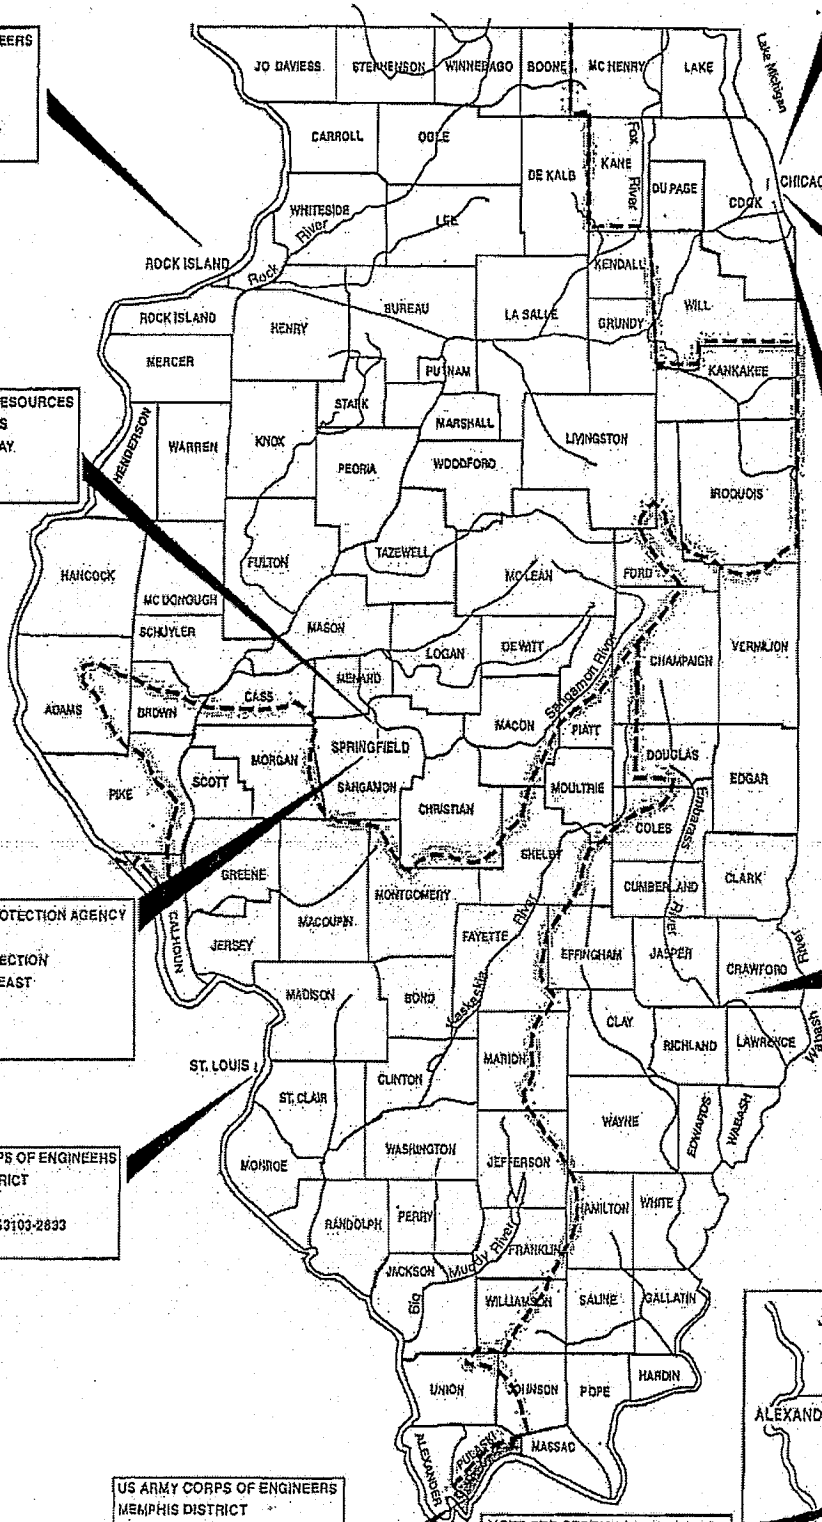 EERS
JO DAVIESS
STEPHENSON
WINNEBAGO
BOONE
MC HENRY
LAKE
Lake Michigan
CARROLL
OGLE
DE KALB
KANE
Fox River
DU PAGE
COOK
CHICAG
WHITESIDE
LEE
Rock River
ROCK ISLAND
KENDALL
WILL
ROCK ISLAND
HENRY
BUREAU
LA SALLE
GRUNDY
MERCER
PUTNAM
KANKAKEE
STARK
ESOURCES
S
AY
HENDERSON
WARREN
KNOX
MARSHALL
LIVINGSTON
PEORIA
WOODFORD
IROQUOIS
FULTON
TAZEWELL
MC LEAN
FORD
HANCOCK
MC DONOUGH
SCHUYLER
MASON
LOGAN
DEWITT
CHAMPAIGN
VERMILION
MENARD
Sangamon River
ADAMS
BROWN
CASS
MACON
PIATT
SPRINGFIELD
SCOTT
MORGAN
SANGAMON
CHRISTIAN
MOULTRIE
DOUGLAS
EDGAR
PIKE
Embarass River
COLES
SHELBY
GREENE
MONTGOMERY
CUMBERLAND
CLARK
OTECTION AGENCY
ECTION
EAST
CALHOUN
JERSEY
MACOUPIN
FAYETTE
Kaskaskia River
EFFINGHAM
JASPER
CRAWFORD
River
Wabash
MADISON
BOND
CLAY
RICHLAND
LAWRENCE
ST. LOUIS
MARION
ST. CLAIR
CLINTON
WAYNE
EDWARDS
WABASH
PS OF ENGINEERS
RICT
63103-2833
MONROE
WASHINGTON
JEFFERSON
RANDOLPH
PERRY
HAMILTON
WHITE
FRANKLIN
JACKSON
Big Muddy River
WILLIAMSON
SALINE
GALLATIN
UNION
JOHNSON
POPE
HARDIN
ALEXAND
ALEXANDER
PULASKI
MASSAC
US ARMY CORPS OF ENGINEERS
MEMPHIS DISTRICT